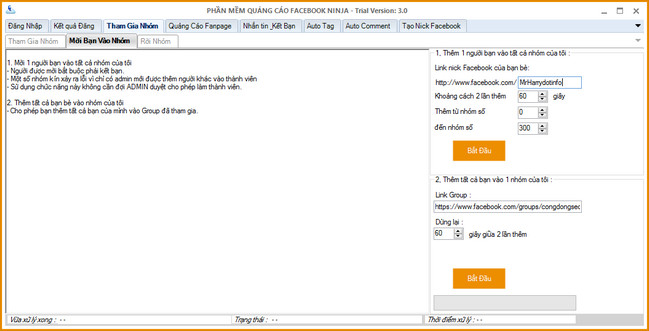 PHẦN MỀM QUẢNG CÁO FACEBOOK NINJA - Trial Version: 3.0
Đăng Nhập
Kết quả Đăng
Tham Gia Nhóm
Quảng Cáo Fanpage
Nhắn tin _Kết Bạn
Auto Tag
Auto Comment
Tạo Nick Facebook
Tham Gia Nhóm
Mời Bạn Vào Nhóm
Rời Nhóm
1. Mời 1 người bạn vào tất cả nhóm của tôi
- Người được mời bắt buộc phải kết bạn.
- Một số nhóm kín xảy ra lỗi vì chỉ có admin mới được thêm người khác vào thành viên
- Sử dụng chức năng này không cần đợi ADMIN duyệt cho phép làm thành viên.
2. Thêm tất cả bạn bè vào nhóm của tôi
- Cho phép bạn thêm tất cả bạn của mình vào Group đã tham gia.
1, Thêm 1 người bạn vào tất cả nhóm của tôi :
Link nick Facebook của bạn bè:
http://www.facebook.com/ MrHarrydotinfo
Khoảng cách 2 lần thêm 60 giây
Thêm từ nhóm số 0
đến nhóm số 300
Bắt Đầu
2, Thêm tất cả bạn vào 1 nhóm của tôi :
Link Group :
https://www.facebook.com/groups/congdongseo
Dừng lại :
60 giây giữa 2 lần thêm
Bắt Đầu
Vừa xử lý xong : --
Trạng thái : --
Thời điểm xử lý : --